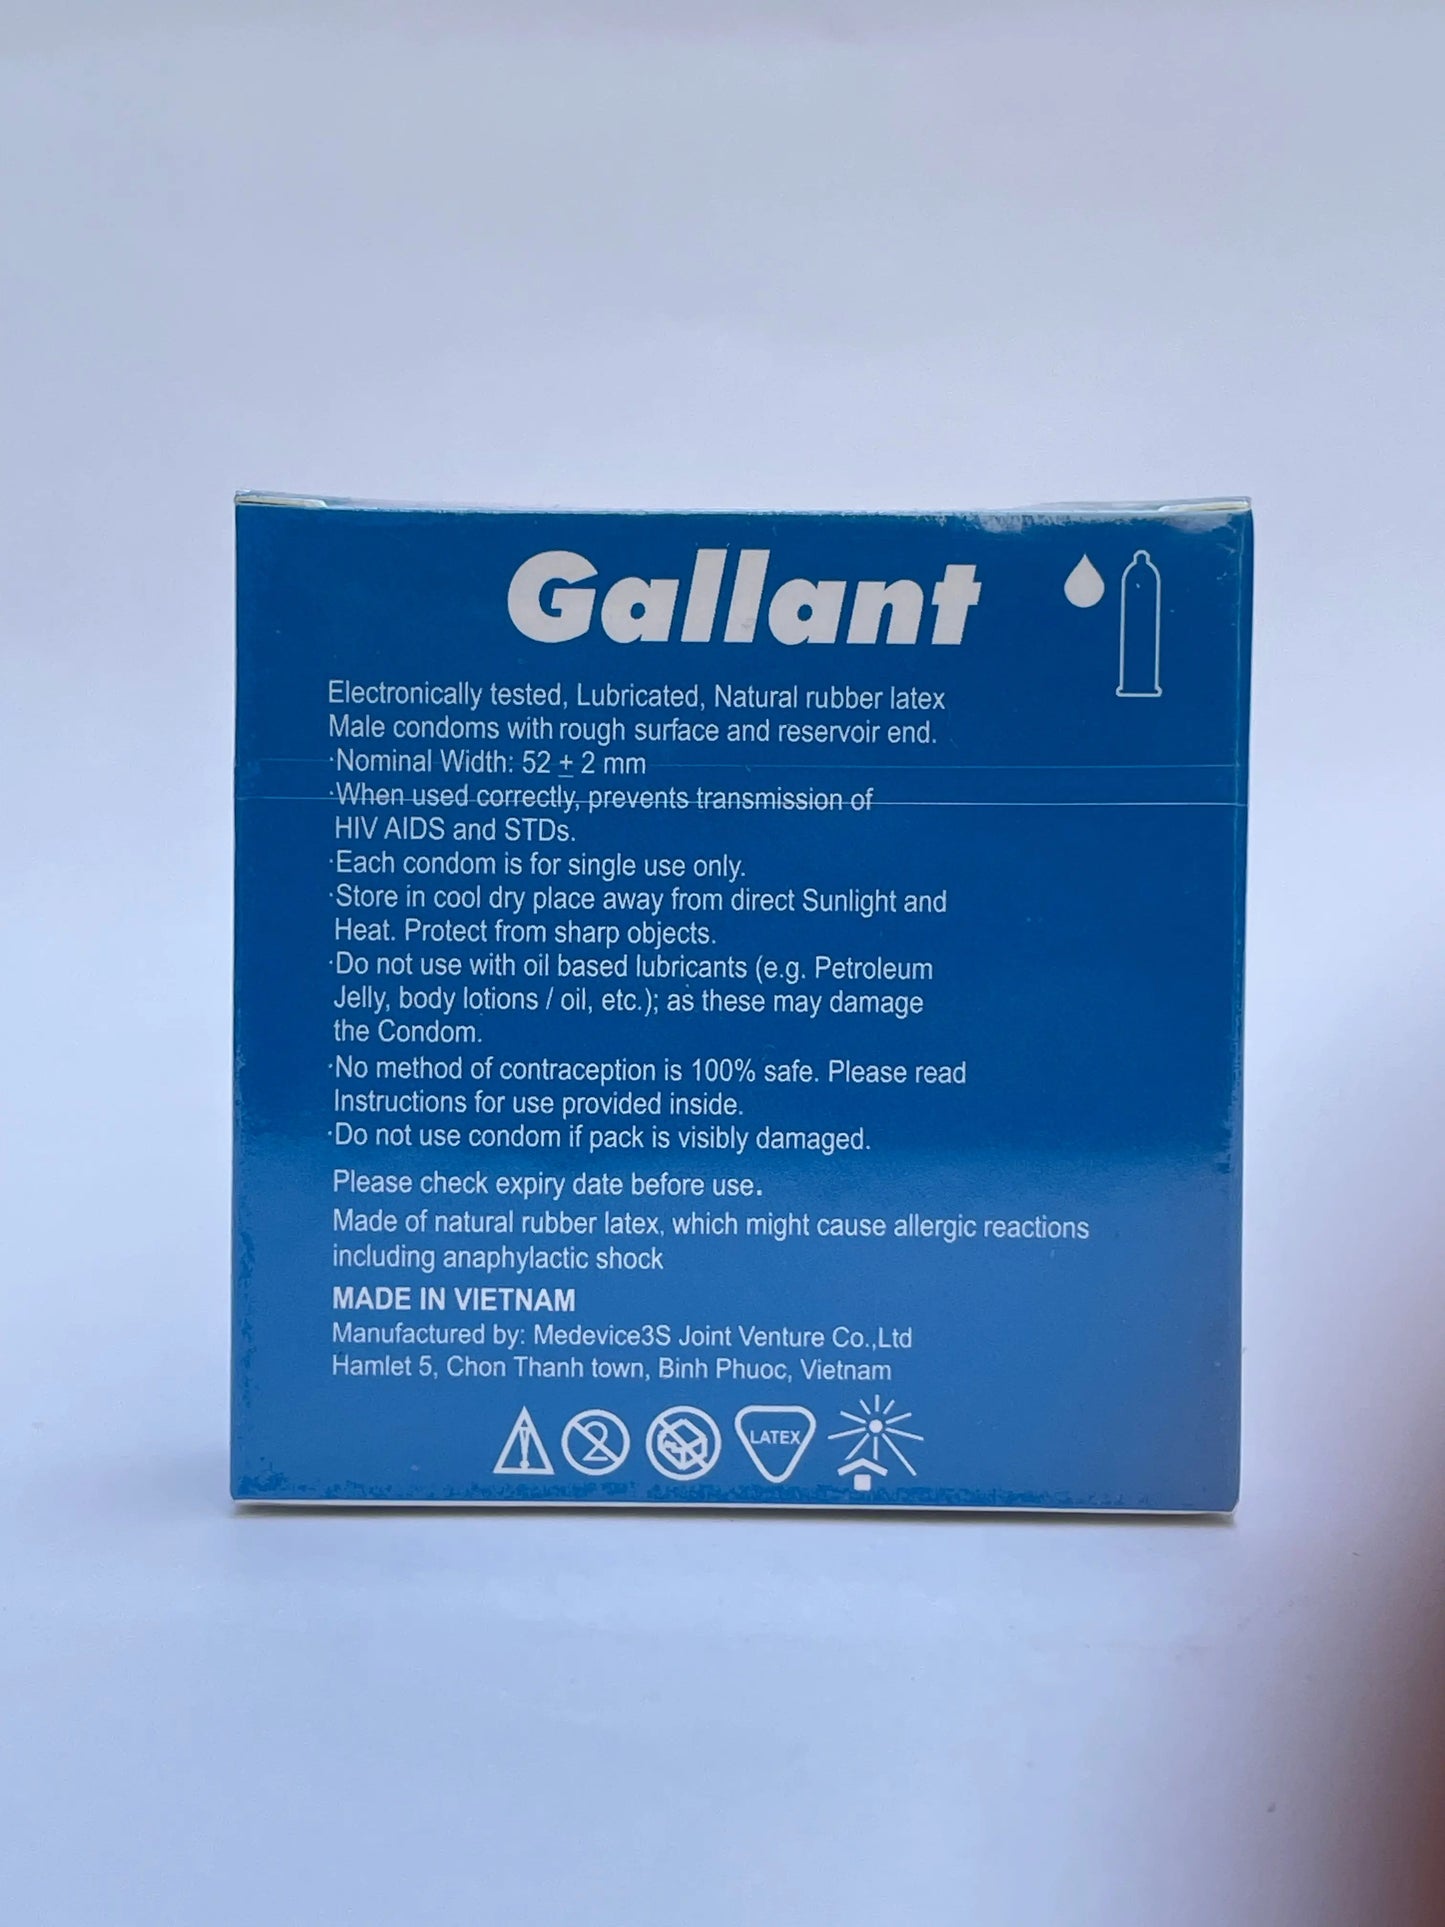 Gallant
Electronically tested, Lubricated, Natural rubber latex
Male condoms with rough surface and reservoir end.
·Nominal Width: 52 ± 2 mm
·When used correctly, prevents transmission of
HIV AIDS and STDs.
·Each condom is for single use only.
·Store in cool dry place away from direct Sunlight and
Heat. Protect from sharp objects.
·Do not use with oil based lubricants (e.g. Petroleum
Jelly, body lotions / oil, etc.); as these may damage
the Condom.
·No method of contraception is 100% safe. Please read
Instructions for use provided inside.
·Do not use condom if pack is visibly damaged.
Please check expiry date before use.
Made of natural rubber latex, which might cause allergic reactions
including anaphylactic shock
MADE IN VIETNAM
Manufactured by: Medevice3S Joint Venture Co.,Ltd
Hamlet 5, Chon Thanh town, Binh Phuoc, Vietnam
2 LATEX